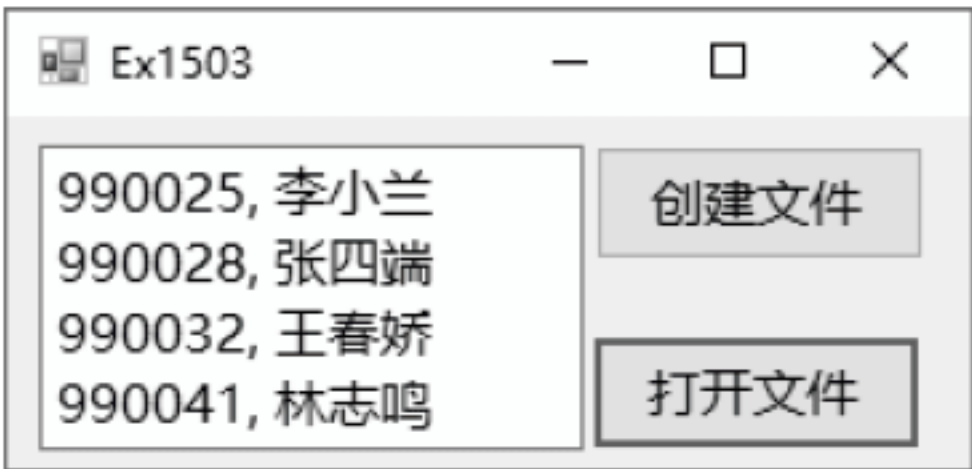 Ex1503
990025, 李小兰
990028, 张四端
990032, 王春娇
990041, 林志鸣
创建文件
打开文件